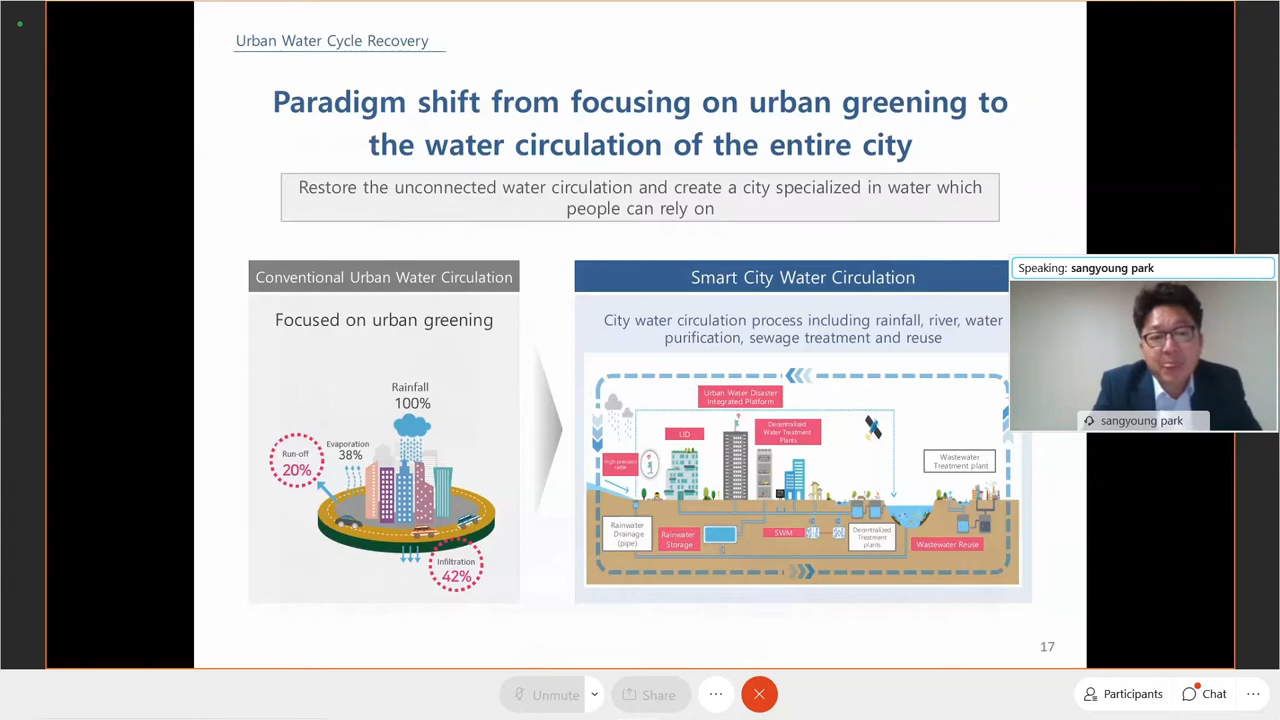 Urban Water Cycle Recovery
Paradigm shift from focusing on urban greening to
the water circulation of the entire city
Restore the unconnected water circulation and create a city specialized in water which
people can rely on
Conventional Urban Water Circulation
Focused on urban greening
Rainfall
100%
Evaporation
38%
Run-off
20%
Infiltration
42%
Smart City Water Circulation
City water circulation process including rainfall, river, water
purification, sewage treatment and reuse
Urban Water Disaster
Integrated Platform
LID
Decentralized
Water Treatment
Plants
High precision
radar
Wastewater
Treatment plant
Rainwater
Drainage
(pipe)
Rainwater
Storage
SWM
Decentralized
Treatment
plants
Wastewater Reuse
17
Speaking: sangyoung park
sangyoung park
Unmute
Share
Participants
Chat